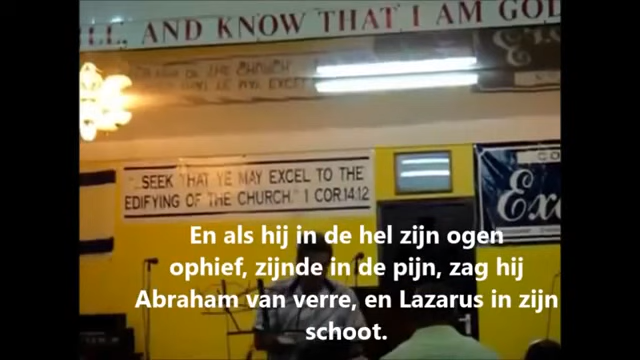 ILL, AND KNOW THAT I AM GOD
"...SEEK THAT YE MAY EXCEL TO THE
EDIFYING OF THE CHURCH." 1 COR.14.12
En als hij in de hel zijn ogen
ophief, zijnde in de pijn, zag hij
Abraham van verre, en Lazarus in zijn
schoot.